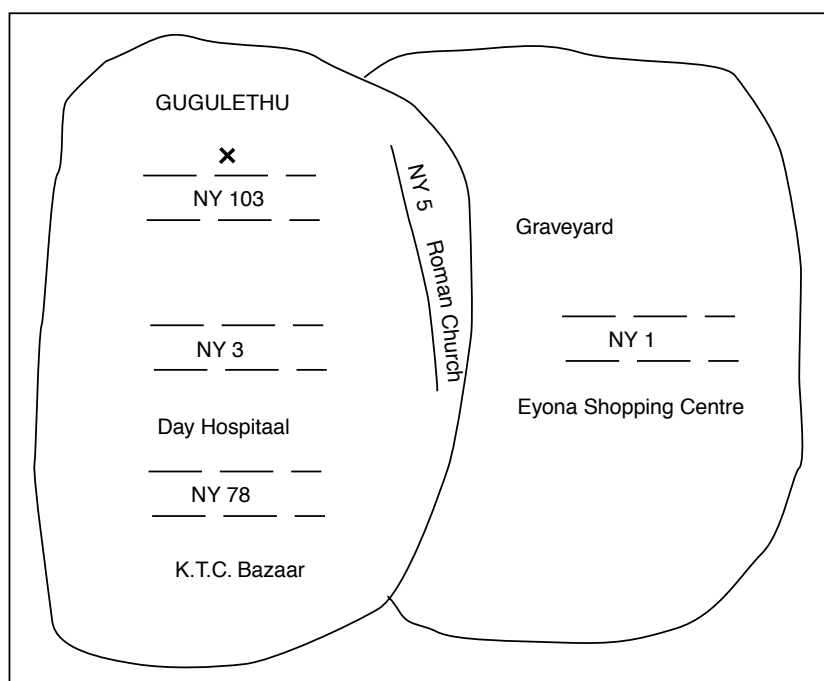 GUGULETHU
NY 103
NY 5 Roman Church
NY 3
Day Hospitaal
NY 78
K.T.C. Bazaar
Graveyard
NY 1
Eyona Shopping Centre